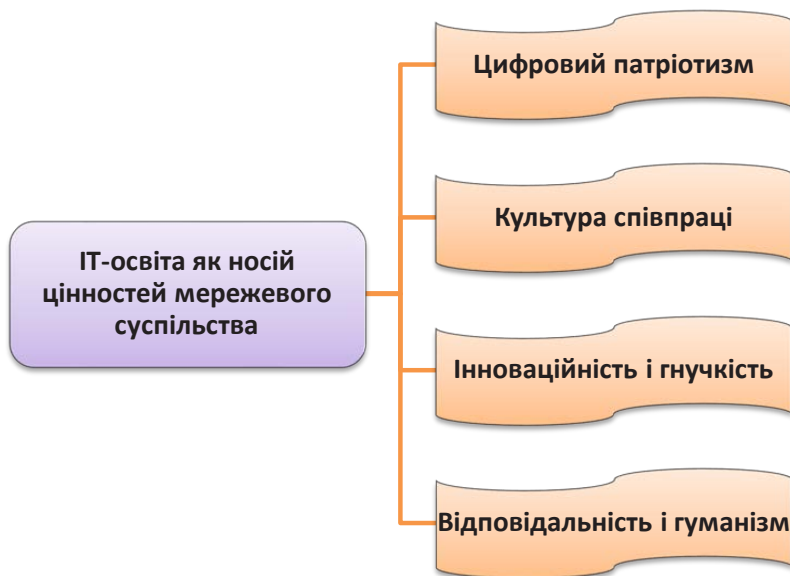 Цифровий патріотизм
Культура співпраці
ІТ-освіта як носій
цінностей мережевого
суспільства
Інноваційність і гнучкість
Відповідальність і гуманізм